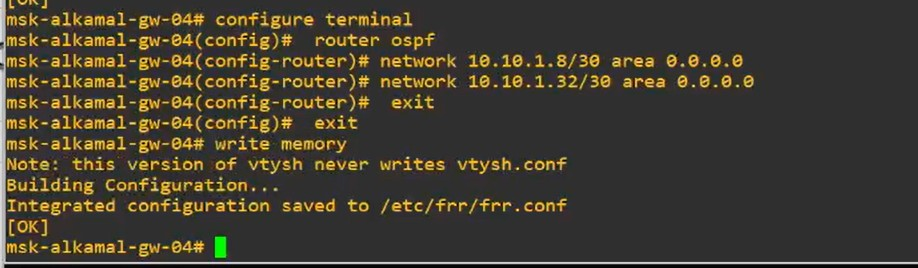 [OK]
msk-alkamal-gw-04# configure terminal
msk-alkamal-gw-04(config)#  router ospf
msk-alkamal-gw-04(config-router)# network 10.10.1.8/30 area 0.0.0.0
msk-alkamal-gw-04(config-router)# network 10.10.1.32/30 area 0.0.0.0
msk-alkamal-gw-04(config-router)#  exit
msk-alkamal-gw-04(config)#  exit
msk-alkamal-gw-04# write memory
Note: this version of vtysh never writes vtysh.conf
Building Configuration...
Integrated configuration saved to /etc/frr/frr.conf
[OK]
msk-alkamal-gw-04#